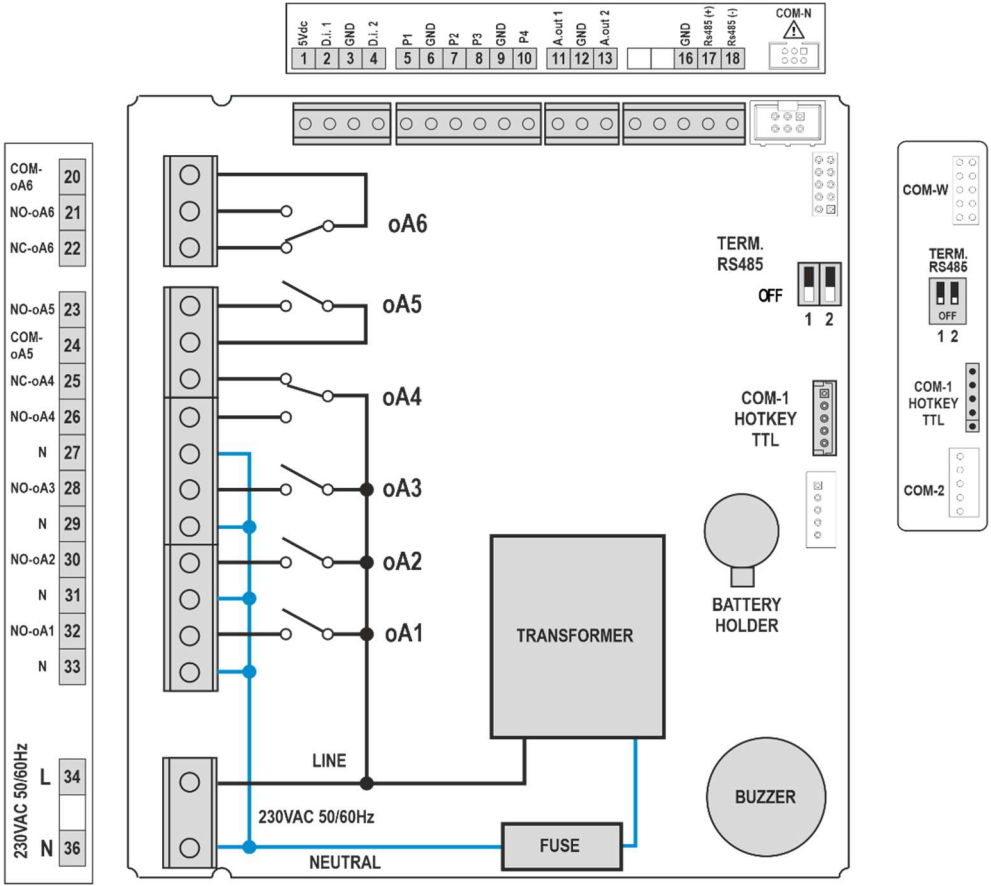 5Vdc D.i. 1 GND D.i. 2 P1 GND P2 P3 GND P4 A.out 1 GND A.out 2 GND Rs485 (+) Rs485 (-) COM-N
1 2 3 4 5 6 7 8 9 10 11 12 13 16 17 18
COM-
oA6
20
NO-oA6 21
NC-oA6 22
NO-oA5 23
COM-
oA5
24
NC-oA4 25
NO-oA4 26
N 27
NO-oA3 28
N 29
NO-oA2 30
N 31
NO-oA1 32
N 33
230VAC 50/60Hz
L 34
N 36
oA6
oA5
oA4
oA3
oA2
oA1
LINE
230VAC 50/60Hz
NEUTRAL
TRANSFORMER
FUSE
TERM.
RS485
OFF
1 2
COM-1
HOTKEY
TTL
BATTERY
HOLDER
BUZZER
COM-W
TERM.
RS485
OFF
1 2
COM-1
HOTKEY
TTL
COM-2